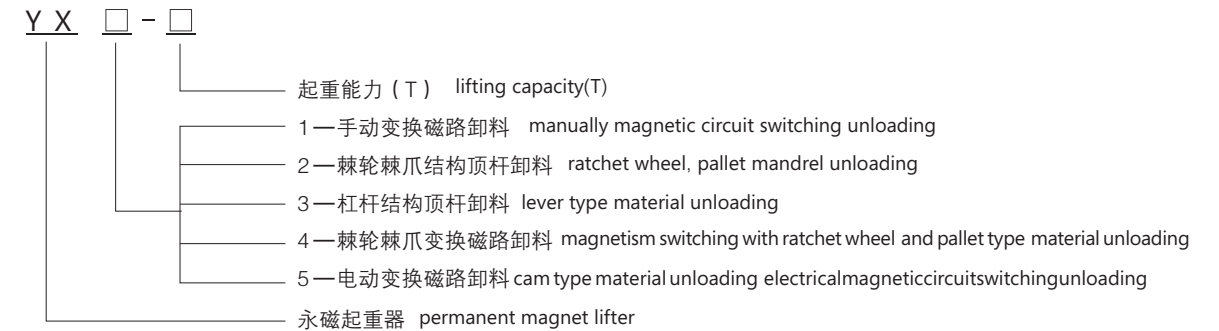 YX □-□
起重能力（T） lifting capacity(T)
1—手动变换磁路卸料 manually magnetic circuit switching unloading
2—棘轮棘爪结构顶杆卸料 ratchet wheel, pallet mandrel unloading
3—杠杆结构顶杆卸料 lever type material unloading
4—棘轮棘爪变换磁路卸料 magnetism switching with ratchet wheel and pallet type material unloading
5—电动变换磁路卸料 cam type material unloading electricalmagneticcircuitswitchingunloading
永磁起重器 permanent magnet lifter